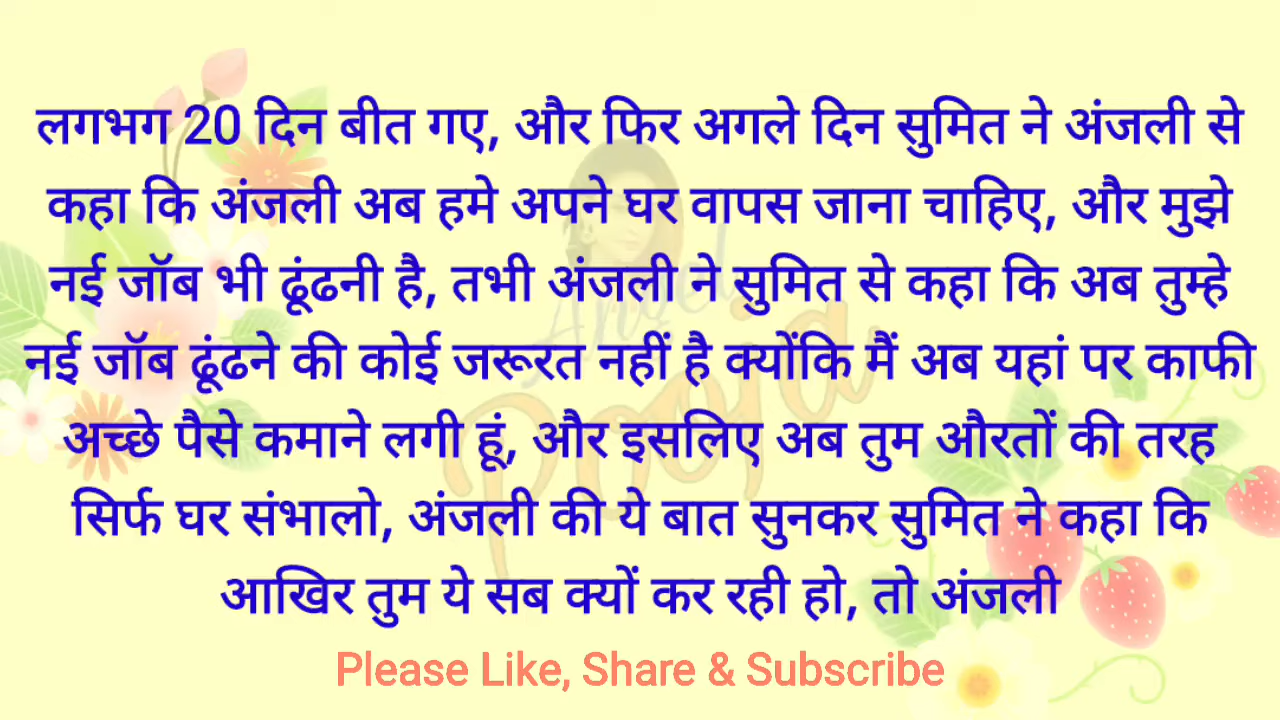 लगभग 20 दिन बीत गए, और फिर अगले दिन सुमित ने अंजली से
कहा कि अंजली अब हमे अपने घर वापस जाना चाहिए, और मुझे
नई जॉब भी ढूंढनी है, तभी अंजली ने सुमित से कहा कि अब तुम्हे
नई जॉब ढूंढने की कोई जरूरत नहीं है क्योंकि मैं अब यहां पर काफी
अच्छे पैसे कमाने लगी हूं, और इसलिए अब तुम औरतों की तरह
सिर्फ घर संभालो, अंजली की ये बात सुनकर सुमित ने कहा कि
आखिर तुम ये सब क्यों कर रही हो, तो अंजली
Angel
Pooja
Please Like, Share & Subscribe